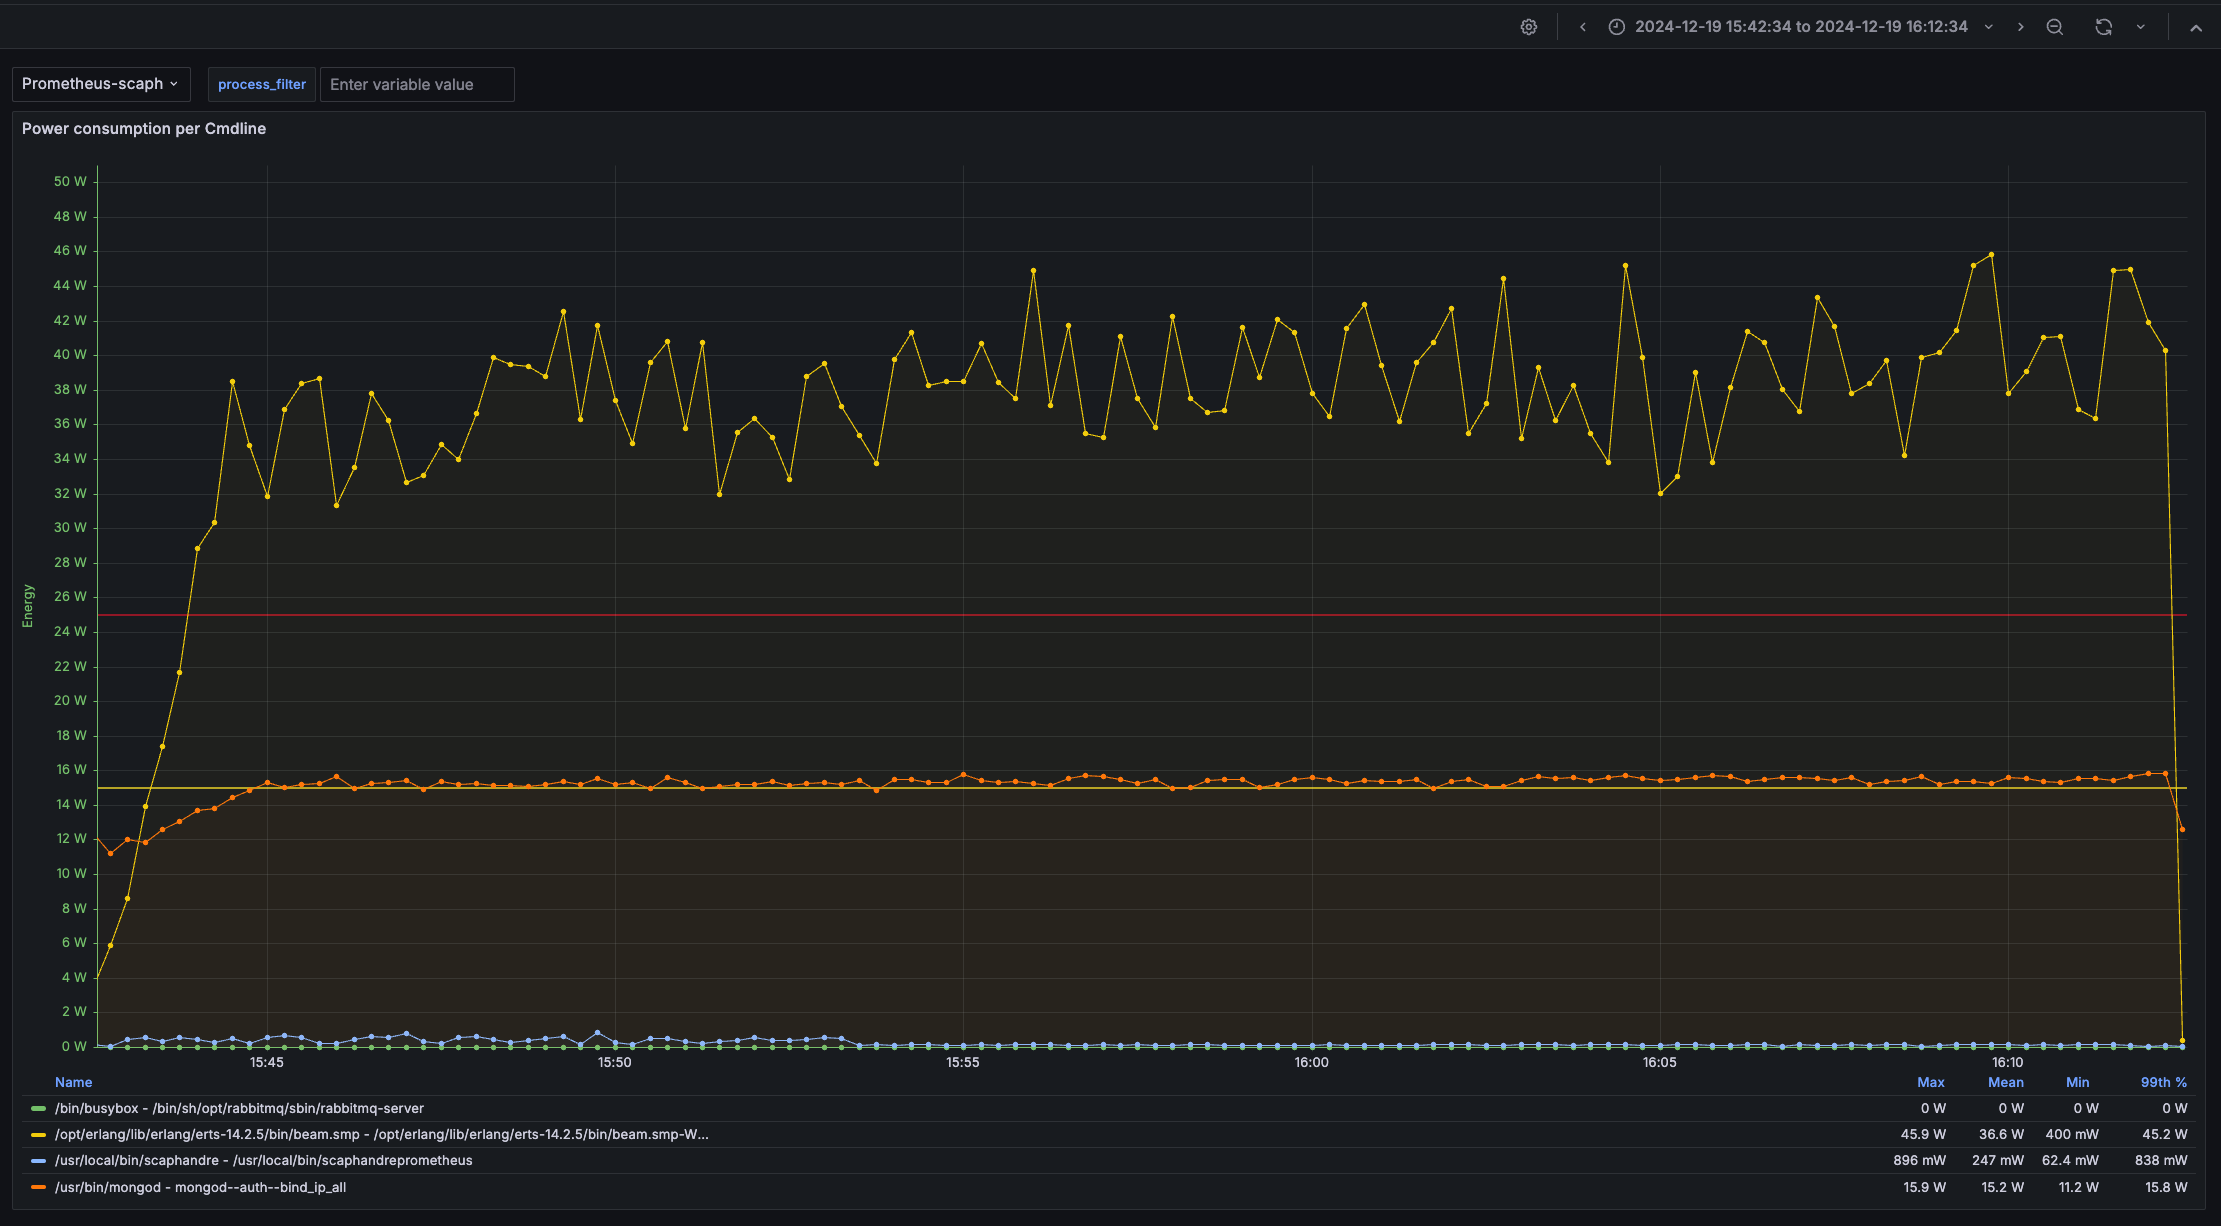 2024-12-19 15:42:34 to 2024-12-19 16:12:34
Prometheus-scaph process_filter Enter variable value
Power consumption per Cmdline
50 W
48 W
46 W
44 W
42 W
40 W
38 W
36 W
34 W
32 W
30 W
28 W
26 W
24 W
22 W
20 W
18 W
16 W
14 W
12 W
10 W
8 W
6 W
4 W
2 W
0 W
Energy
15:45 15:50 15:55 16:00 16:05 16:10
Name Max Mean Min 99th %
/bin/busybox - /bin/sh/opt/rabbitmq/sbin/rabbitmq-server 0 W 0 W 0 W 0 W
/opt/erlang/lib/erlang/erts-14.2.5/bin/beam.smp - /opt/erlang/lib/erlang/erts-14.2.5/bin/beam.smp-W... 45.9 W 36.6 W 400 mW 45.2 W
/usr/local/bin/scaphandre - /usr/local/bin/scaphandreprometheus 896 mW 247 mW 62.4 mW 838 mW
/usr/bin/mongod - mongod--auth--bind_ip_all 15.9 W 15.2 W 11.2 W 15.8 W